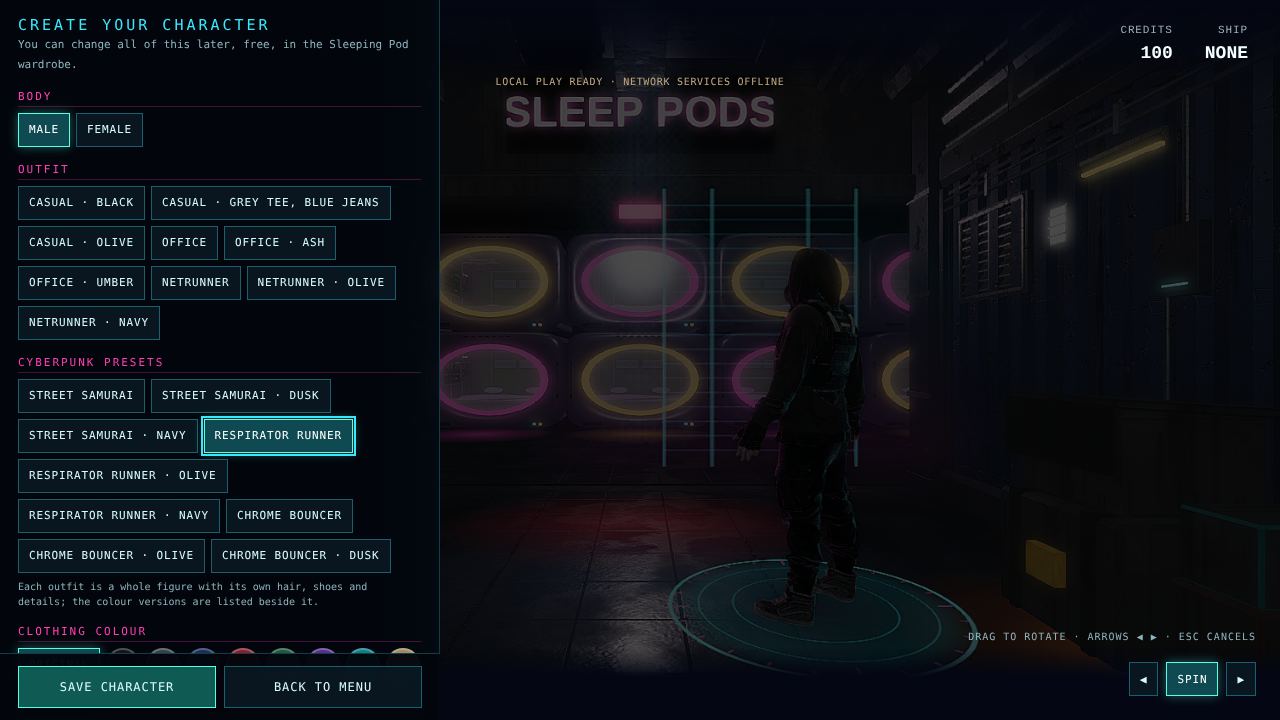 CREATE YOUR CHARACTER
You can change all of this later, free, in the Sleeping Pod
wardrobe.
BODY
MALE
FEMALE
OUTFIT
CASUAL · BLACK
CASUAL · GREY TEE, BLUE JEANS
CASUAL · OLIVE
OFFICE
OFFICE · ASH
OFFICE · UMBER
NETRUNNER
NETRUNNER · OLIVE
NETRUNNER · NAVY
CYBERPUNK PRESETS
STREET SAMURAI
STREET SAMURAI · DUSK
STREET SAMURAI · NAVY
RESPIRATOR RUNNER
RESPIRATOR RUNNER · OLIVE
RESPIRATOR RUNNER · NAVY
CHROME BOUNCER
CHROME BOUNCER · OLIVE
CHROME BOUNCER · DUSK
Each outfit is a whole figure with its own hair, shoes and
details; the colour versions are listed beside it.
CLOTHING COLOUR
SAVE CHARACTER
BACK TO MENU
LOCAL PLAY READY · NETWORK SERVICES OFFLINE
SLEEP PODS
CREDITS
100
SHIP
NONE
DRAG TO ROTATE · ARROWS ◀ ▶ · ESC CANCELS
◀
SPIN
▶